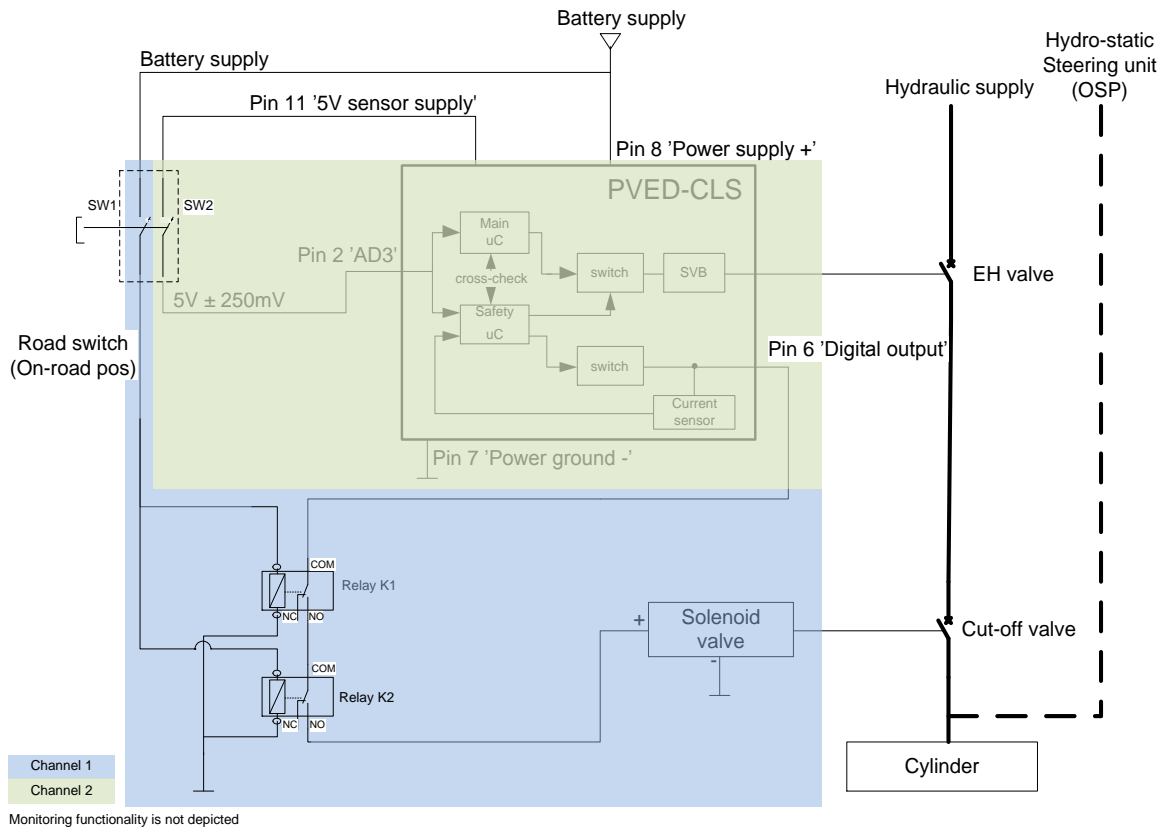 Battery supply
Hydro-static
Steering unit
(OSP)
Battery supply
Hydraulic supply
Pin 11 '5V sensor supply'
Pin 8 'Power supply +'
PVED-CLS
SW1
SW2
Main
uC
Pin 2 'AD3'
cross-check
switch
SVB
EH valve
5V ± 250mV
Safety
uC
Road switch
(On-road pos)
Pin 6 'Digital output'
switch
Current
sensor
Pin 7 'Power ground -'
COM
Relay K1
NC
NO
+
Solenoid
valve
-
Cut-off valve
COM
Relay K2
NC
NO
Channel 1
Channel 2
Cylinder
Monitoring functionality is not depicted